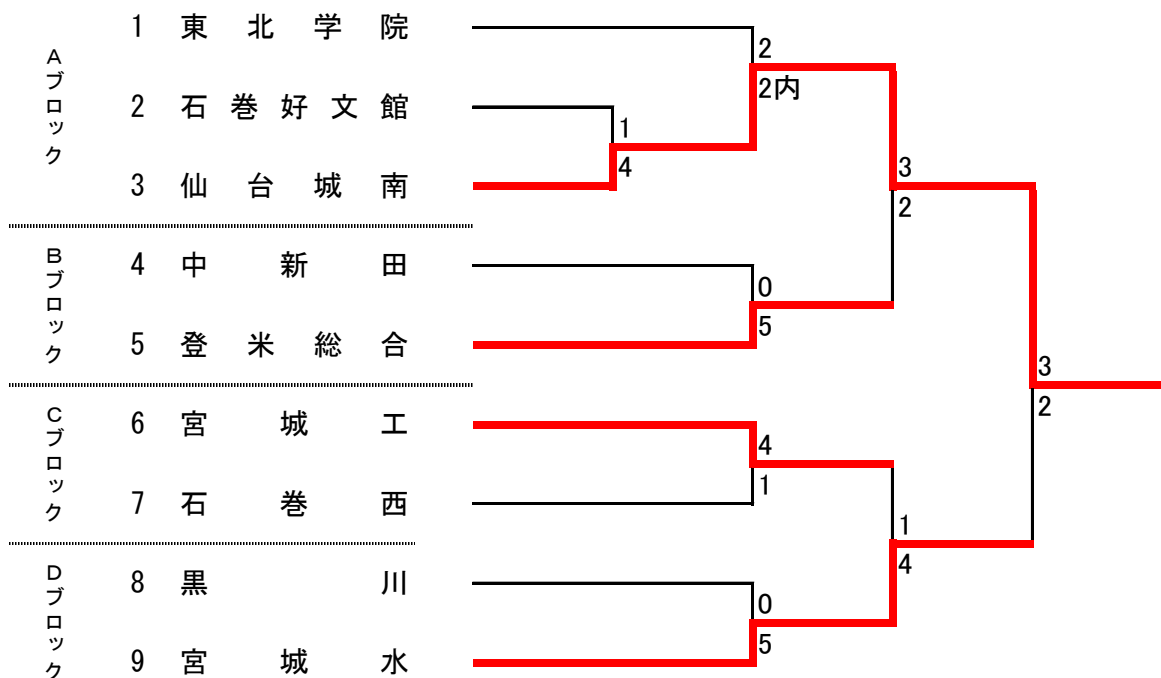 Aブロック
1 東北学院
2 石巻好文館
3 仙台城南
2
2内
1
4
Bブロック
4 中新田
5 登米総合
0
5
3
2
Cブロック
6 宮城工
7 石巻西
4
1
Dブロック
8 黒川
9 宮城水
0
5
1
4
3
2